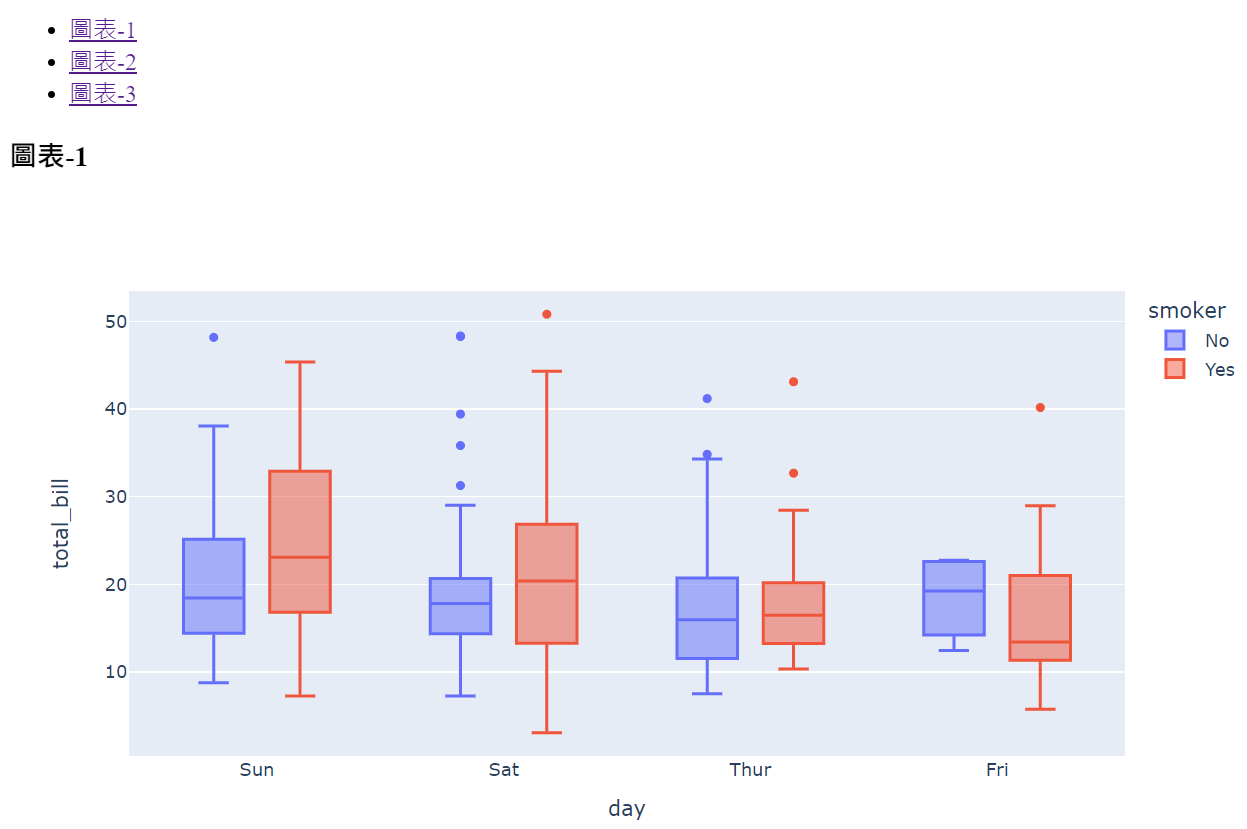 圖表-1
圖表-2
圖表-3
圖表-1
smoker
No
Yes
50
40
30
20
10
total_bill
Sun Sat Thur Fri
day